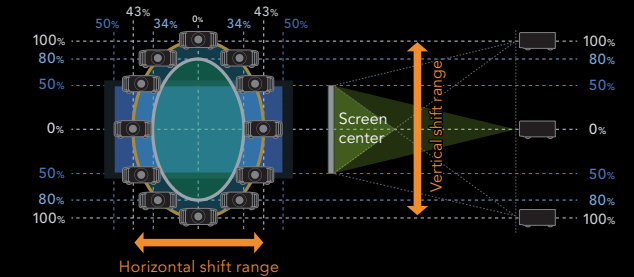 43% 0% 43%
50% 34% 34% 50%
100% 100%
80% 80%
50% 50%
Screen
center
0% 0%
Vertical shift range
50% 50%
80% 80%
100% 100%
Horizontal shift range